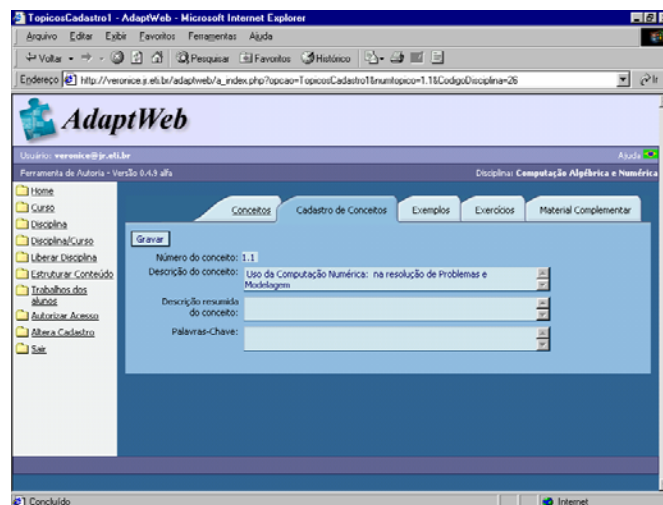 TopicosCadastro1 - AdaptWeb - Microsoft Internet Explorer
Arquivo Editar Exibir Favoritos Ferramentas Ajuda
Voltar Pesquisar Favoritos Histórico
Endereço http://veronice.jr.eti.br/adaptweb/a_index.php?opcao=TopicosCadastro1&numtopico=1.1&CodigoDisciplina=26 Ir
AdaptWeb
Usuário: veronice@jr.eti.br Ajuda
Ferramenta de Autoria - Versão 0.4.9 alfa Disciplina: Computação Algébrica e Numérica
Home
Curso
Disciplina
Disciplina/Curso
Liberar Disciplina
Estruturar Conteúdo
Trabalhos dos
alunos
Autorizar Acesso
Altera Cadastro
Sair
Conceitos Cadastro de Conceitos Exemplos Exercícios Material Complementar
Gravar
Número do conceito: 1.1
Descrição do conceito: Uso da Computação Numérica: na resolução de Problemas e
Modelagem
Descrição resumida
do conceito:
Palavras-Chave:
Concluído Internet